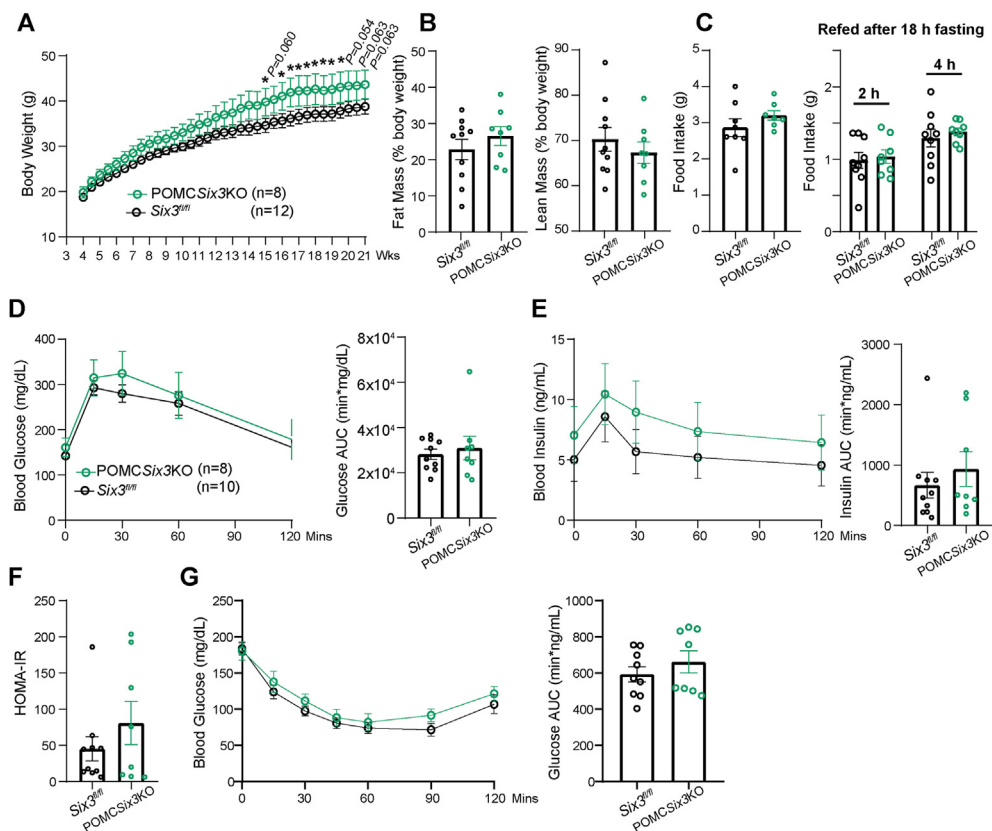 A
Body Weight (g)
50
40
30
20
10
3 4 5 6 7 8 9 10 11 12 13 14 15 16 17 18 19 20 21 Wks
* P=0.060 * * * * * * * * P=0.054 P=0.063 P=0.063
POMCSix3KO (n=8)
Six3fl/fl (n=12)
B
Fat Mass (% body weight)
50
40
30
20
10
0
Six3fl/fl
POMCSix3KO
Lean Mass (% body weight)
100
90
80
70
60
50
Six3fl/fl
POMCSix3KO
C
Food Intake (g)
5
4
3
2
1
0
Six3fl/fl
POMCSix3KO
Refed after 18 h fasting
Food Intake (g)
3
2
1
0
2 h
4 h
Six3fl/fl
POMCSix3KO
Six3fl/fl
POMCSix3KO
D
Blood Glucose (mg/dL)
400
300
200
100
0
0 30 60 90 120 Mins
POMCSix3KO (n=8)
Six3fl/fl (n=10)
Glucose AUC (min*mg/dL)
8x10⁴
6x10⁴
4x10⁴
2x10⁴
0
Six3fl/fl
POMCSix3KO
E
Blood Insulin (ng/mL)
15
10
5
0
0 30 60 90 120 Mins
Insulin AUC (min*ng/mL)
3000
2000
1000
0
Six3fl/fl
POMCSix3KO
F
HOMA-IR
250
200
150
100
50
0
Six3fl/fl
POMCSix3KO
G
Blood Glucose (mg/dL)
250
200
150
100
50
0
0 30 60 90 120 Mins
Glucose AUC (min*ng/mL)
800
600
400
200
0
Six3fl/fl
POMCSix3KO